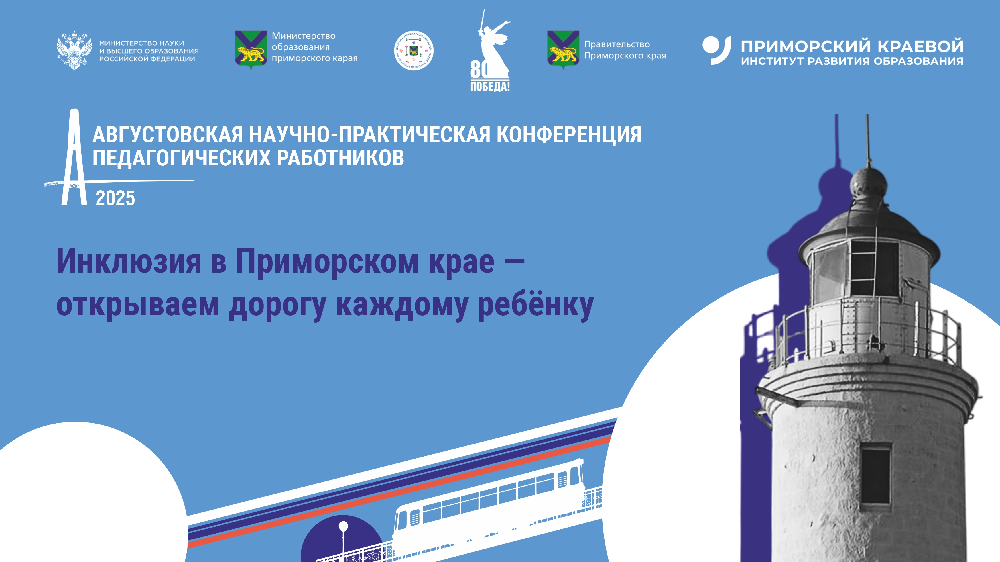 МИНИСТЕРСТВО НАУКИ
И ВЫСШЕГО ОБРАЗОВАНИЯ
РОССИЙСКОЙ ФЕДЕРАЦИИ
Министерство
образования
приморского карая
ДОПОЛНИТЕЛЬНОЕ ОБРАЗОВАНИЕ ДЕТЕЙ
РЕГИОНАЛЬНЫЕ МОДЕЛЬНЫЕ ЦЕНТРЫ
80
ПОБЕДА!
Правительство
Приморского края
ПРИМОРСКИЙ КРАЕВОЙ
ИНСТИТУТ РАЗВИТИЯ ОБРАЗОВАНИЯ
АВГУСТОВСКАЯ НАУЧНО-ПРАКТИЧЕСКАЯ КОНФЕРЕНЦИЯ
ПЕДАГОГИЧЕСКИХ РАБОТНИКОВ
2025
Инклюзия в Приморском крае —
открываем дорогу каждому ребёнку